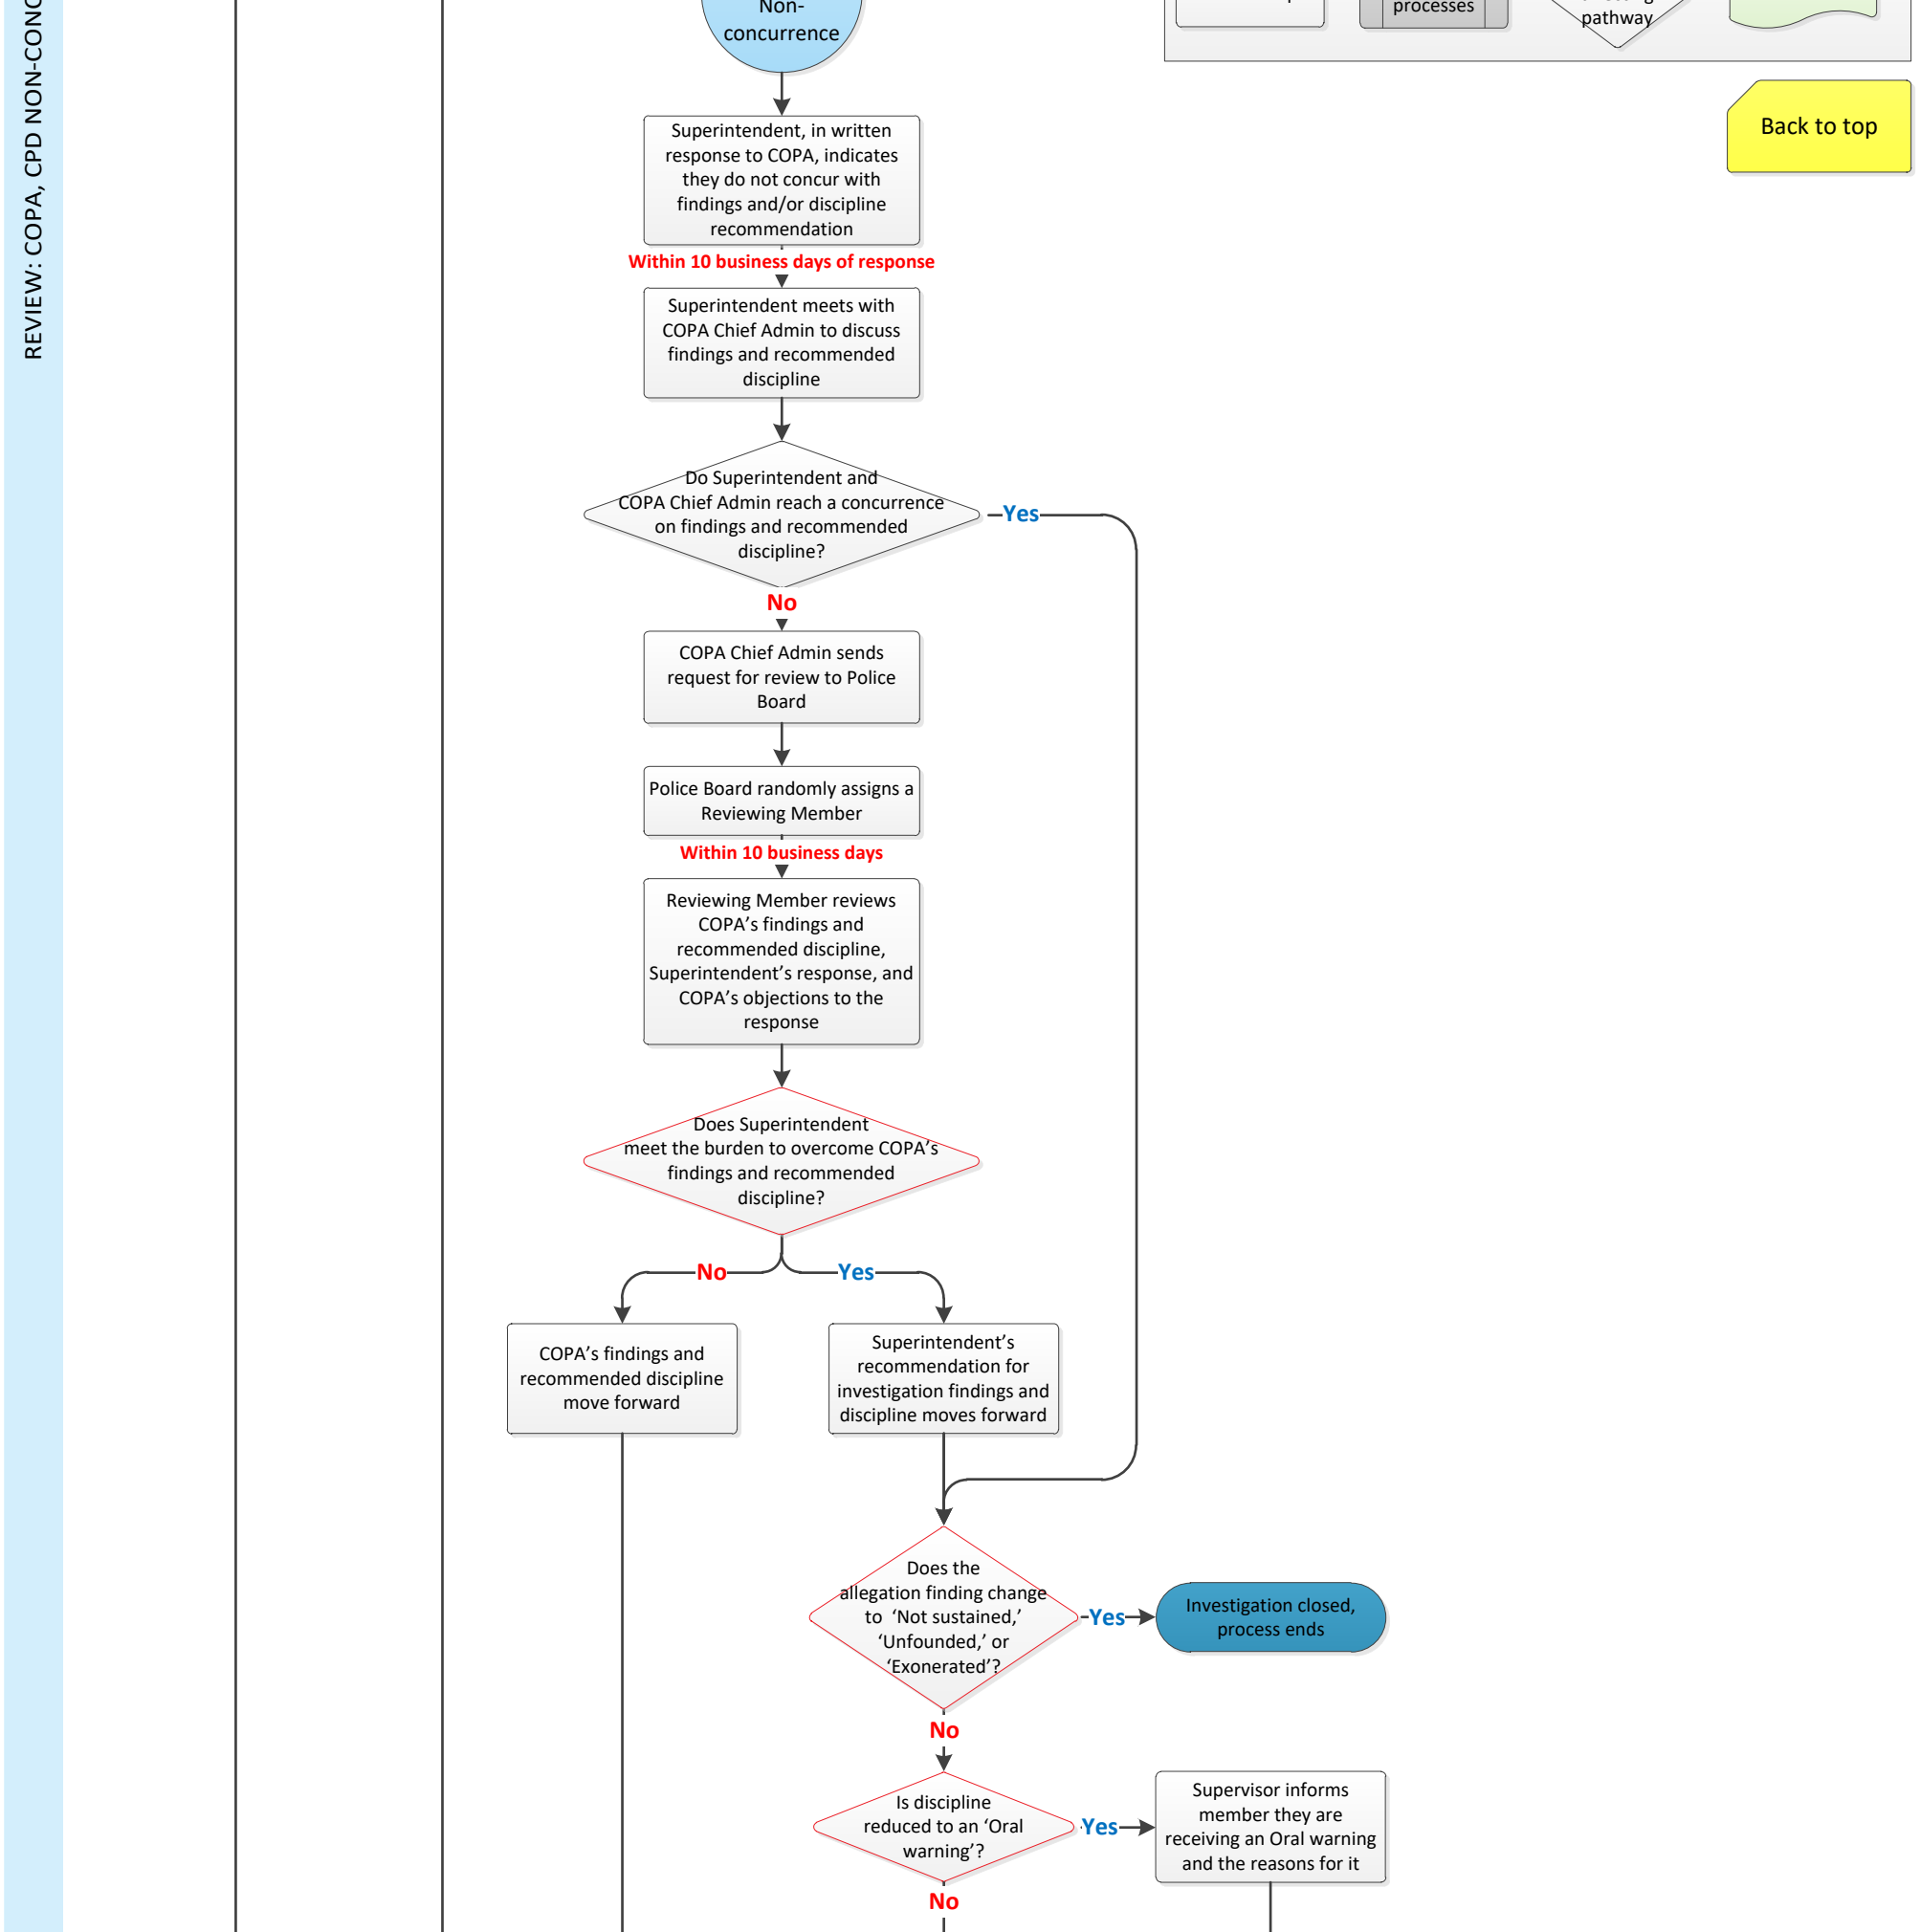 REVIEW: COPA, CPD
Non-
concurrence
processes
pathway
Back to top
Superintendent, in written
response to COPA, indicates
they do not concur with
findings and/or discipline
recommendation
Within 10 business days of response
Superintendent meets with
COPA Chief Admin to discuss
findings and recommended
discipline
Do Superintendent and
COPA Chief Admin reach a concurrence
on findings and recommended
discipline?
Yes
No
COPA Chief Admin sends
request for review to Police
Board
Police Board randomly assigns a
Reviewing Member
Within 10 business days
Reviewing Member reviews
COPA’s findings and
recommended discipline,
Superintendent’s response, and
COPA’s objections to the
response
Does Superintendent
meet the burden to overcome COPA’s
findings and recommended
discipline?
No
Yes
COPA’s findings and
recommended discipline
move forward
Superintendent’s
recommendation for
investigation findings and
discipline moves forward
Does the
allegation finding change
to ‘Not sustained,’
‘Unfounded,’ or
‘Exonerated’?
Yes
Investigation closed,
process ends
No
Is discipline
reduced to an ‘Oral
warning’?
Yes
Supervisor informs
member they are
receiving an Oral warning
and the reasons for it
No